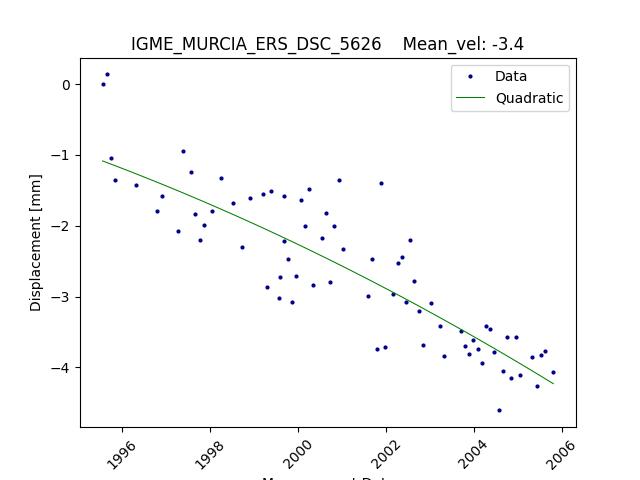 IGME_MURCIA_ERS_DSC_5626 Mean_vel: -3.4
Data
Quadratic
Displacement [mm]
0
−1
−2
−3
−4
1996
1998
2000
2002
2004
2006